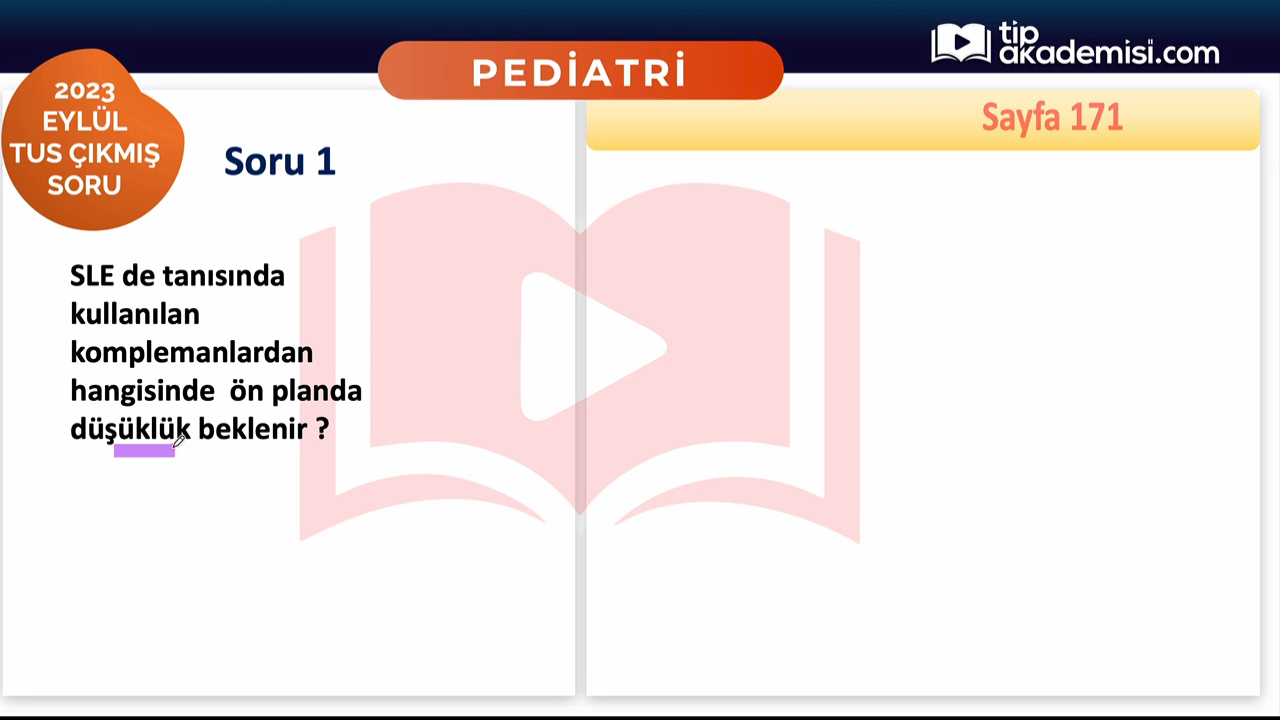 tip
akademisi.com
PEDİATRİ
2023
EYLÜL
TUS ÇIKMIŞ
SORU
Soru 1
Sayfa 171
SLE de tanısında
kullanılan
komplemanlardan
hangisinde ön planda
düşüklük beklenir ?